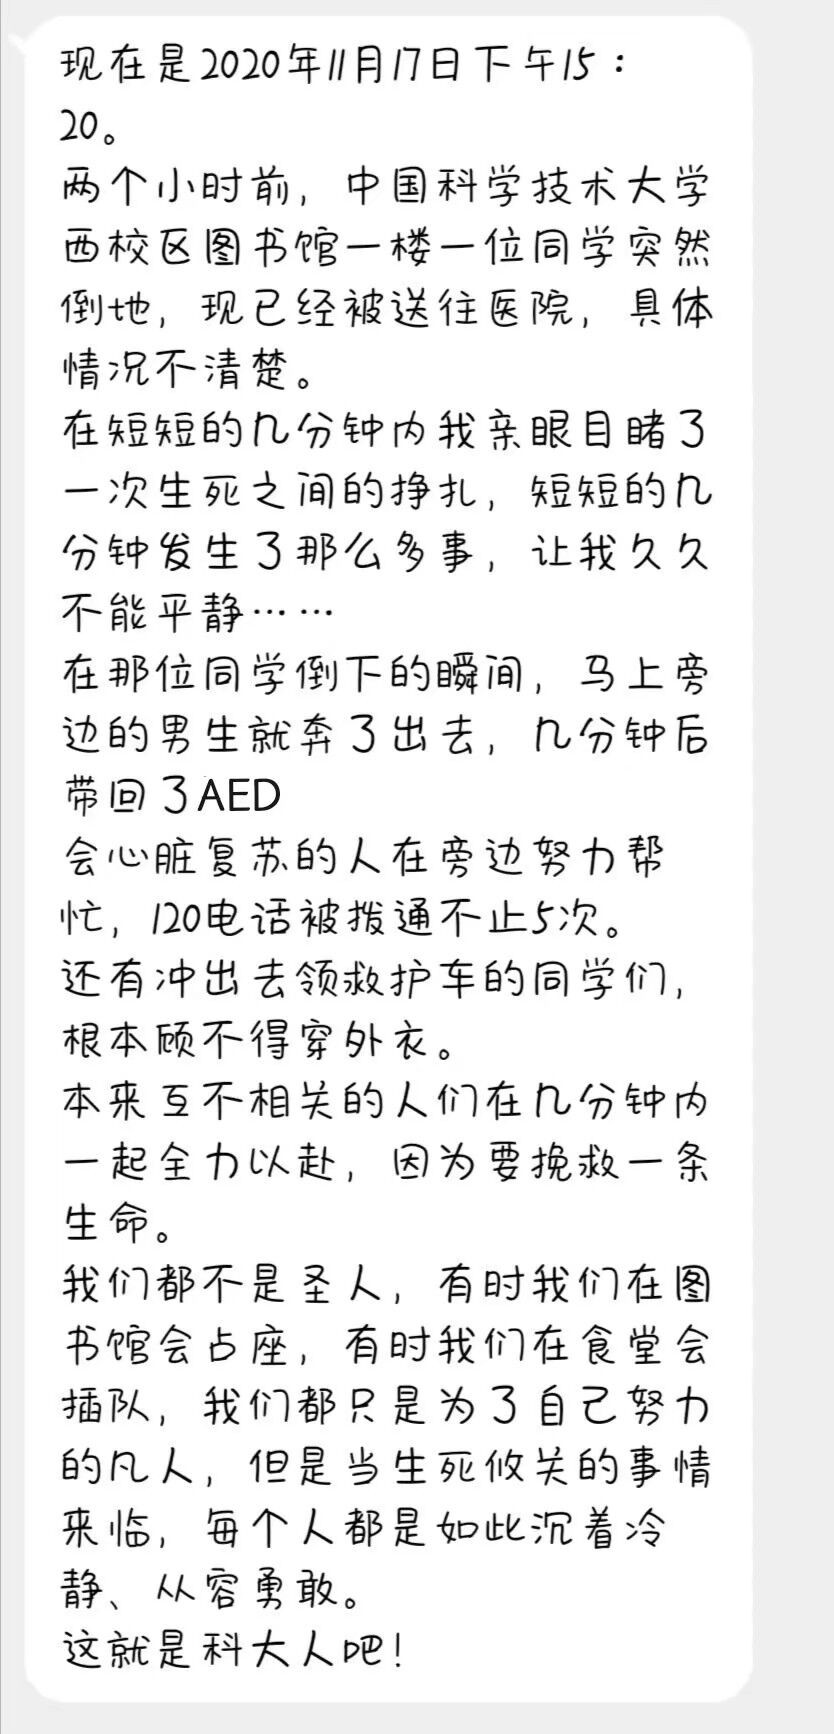 现在是2020年11月17日下午15：
20。
两个小时前，中国科学技术大学
西校区图书馆一楼一位同学突然
倒地，现已经被送往医院，具体
情况不清楚。
在短短的几分钟内我亲眼目睹了
一次生死之间的挣扎，短短的几
分钟发生了那么多事，让我久久
不能平静……
在那位同学倒下的瞬间，马上旁
边的男生就奔了出去，几分钟后
带回了AED
会心脏复苏的人在旁边努力帮
忙，120电话被拨通不止5次。
还有冲出去领救护车的同学们，
根本顾不得穿外衣。
本来互不相关的人们在几分钟内
一起全力以赴，因为要挽救一条
生命。
我们都不是圣人，有时我们在图
书馆会占座，有时我们在食堂会
插队，我们都只是为了自己努力
的凡人，但是当生死攸关的事情
来临，每个人都是如此沉着冷
静、从容勇敢。
这就是科大人吧！